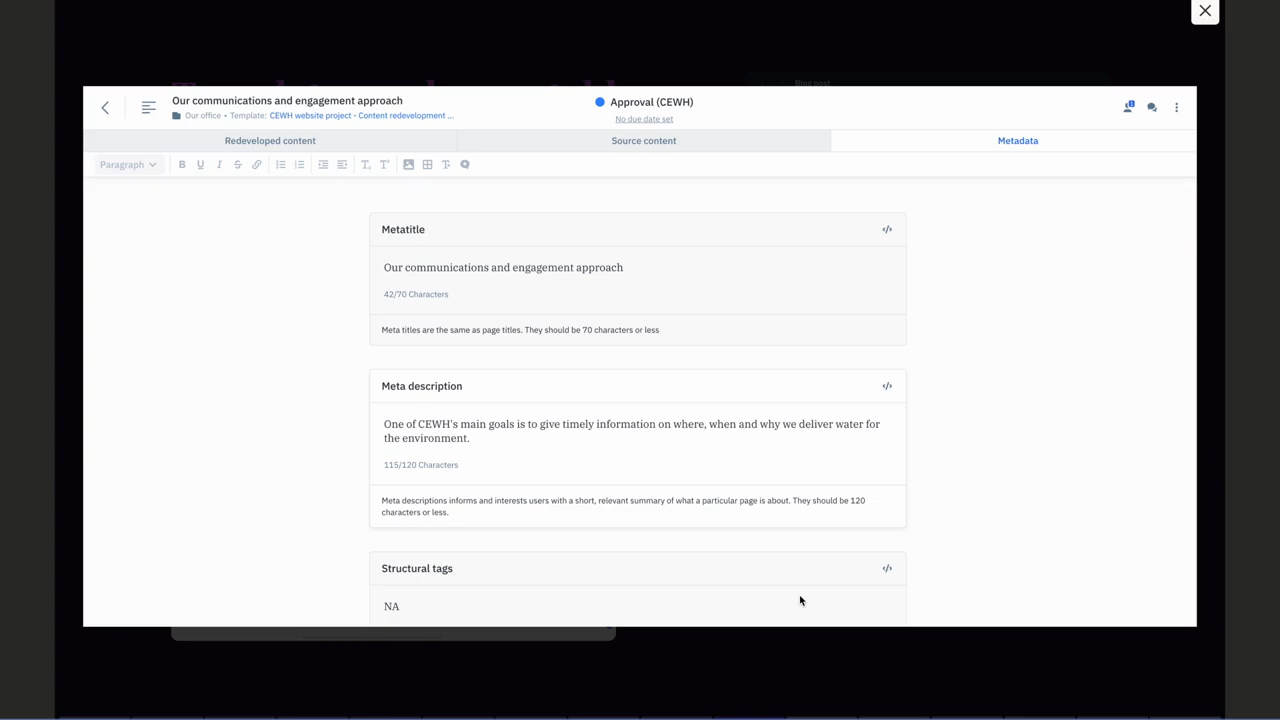 Blog post
Our communications and engagement approach
Our office • Template: CEWH website project - Content redevelopment ...
Approval (CEWH)
No due date set
1
Redeveloped content
Source content
Metadata
Paragraph
Metatitle
Our communications and engagement approach
42/70 Characters
Meta titles are the same as page titles. They should be 70 characters or less
Meta description
One of CEWH's main goals is to give timely information on where, when and why we deliver water for
the environment.
115/120 Characters
Meta descriptions informs and interests users with a short, relevant summary of what a particular page is about. They should be 120
characters or less.
Structural tags
NA